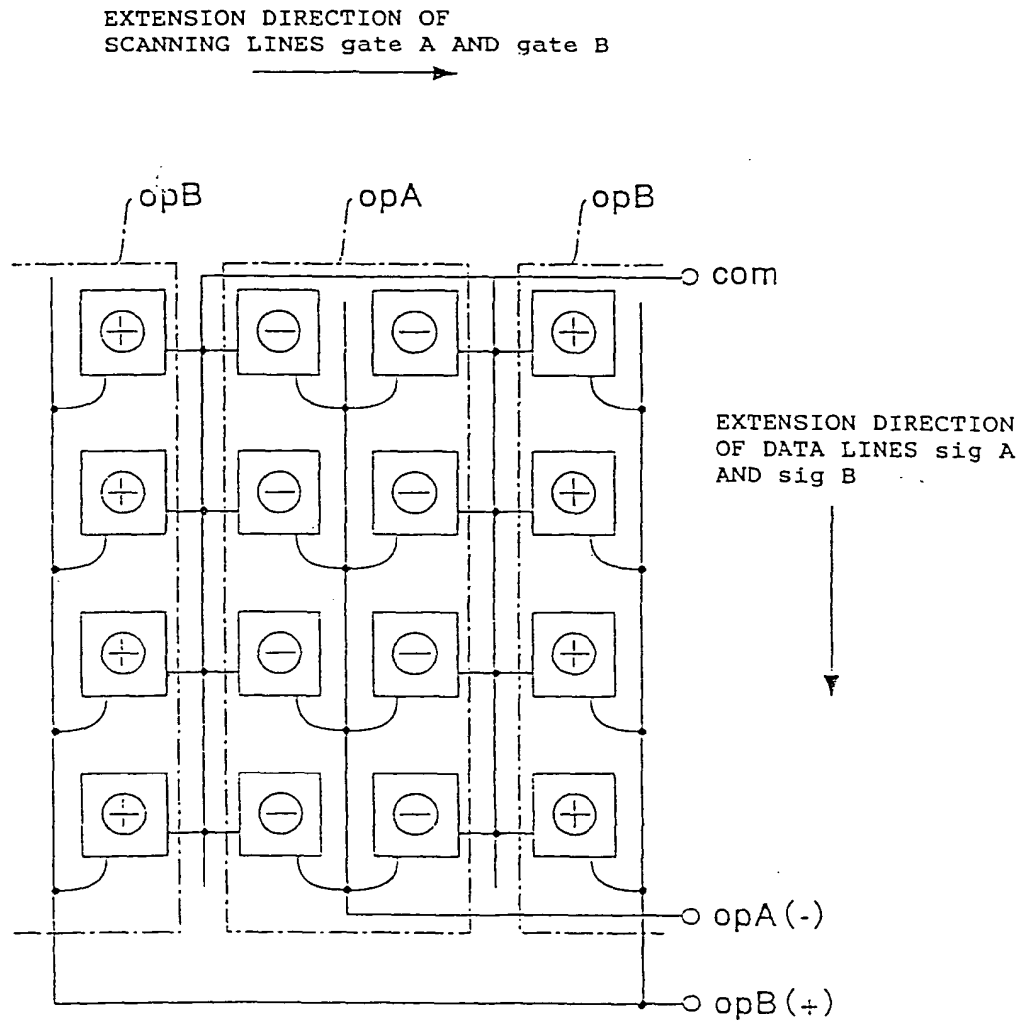 EXTENSION DIRECTION OF
SCANNING LINES gate A AND gate B
opB
opA
opB
com
EXTENSION DIRECTION
OF DATA LINES sig A
AND sig B
+ − − +
+ − − +
+ − − +
+ − − +
opA(-)
opB(+)